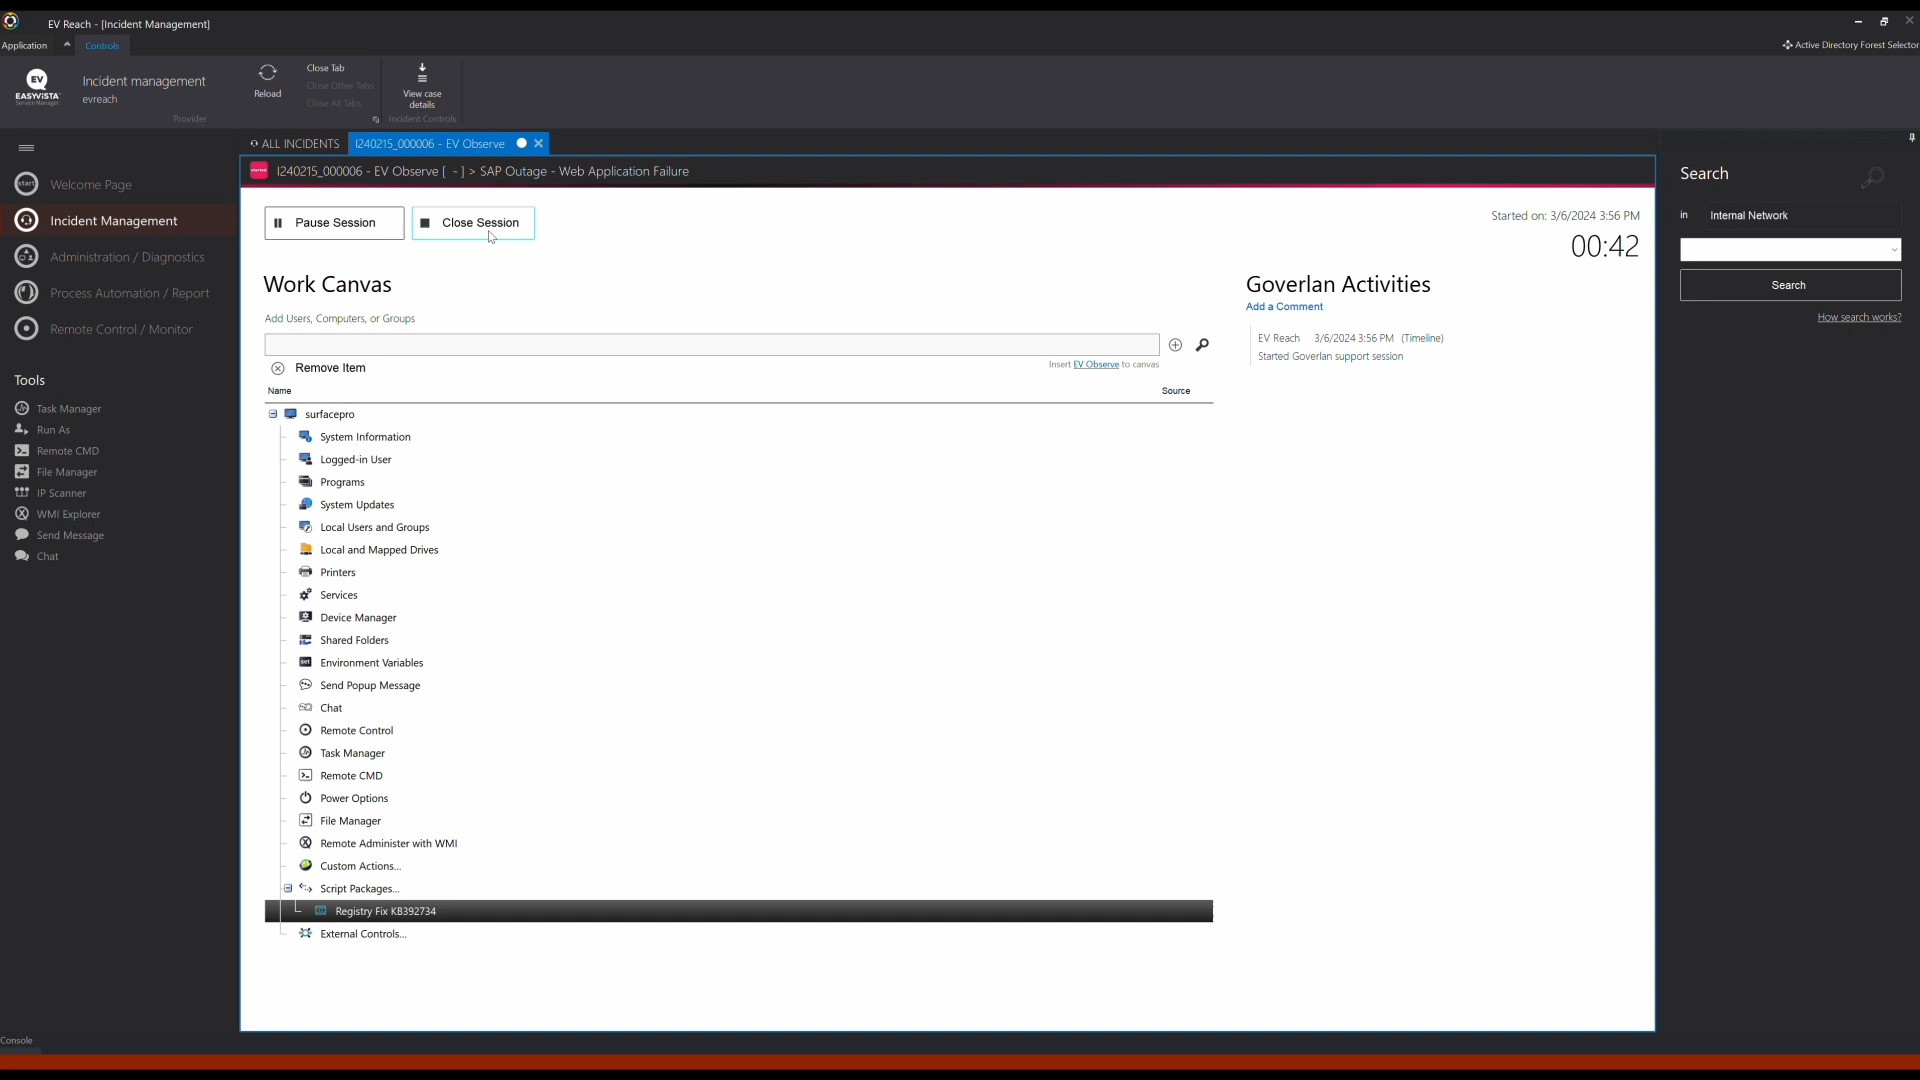 EV Reach - [Incident Management]
Application
Controls
Active Directory Forest Selector
EV
EASYVISTA
Service Manager
Incident management
evreach
Provider
Reload
Close Tab
Close Other Tabs
Close All Tabs
View case
details
Incident Controls
ALL INCIDENTS
I240215_000006 - EV Observe
start
Welcome Page
Incident Management
Administration / Diagnostics
Process Automation / Report
Remote Control / Monitor
Tools
Task Manager
Run As
Remote CMD
File Manager
IP Scanner
WMI Explorer
Send Message
Chat
started
I240215_000006 - EV Observe [ - ] > SAP Outage - Web Application Failure
Pause Session
Close Session
Started on: 3/6/2024 3:56 PM
00:42
Work Canvas
Add Users, Computers, or Groups
Remove Item
Insert EV Observe to canvas
Name
Source
surfacepro
System Information
Logged-in User
Programs
System Updates
Local Users and Groups
Local and Mapped Drives
Printers
Services
Device Manager
Shared Folders
set
Environment Variables
Send Popup Message
Chat
Remote Control
Task Manager
Remote CMD
Power Options
File Manager
Remote Administer with WMI
Custom Actions...
Script Packages...
Registry Fix KB392734
External Controls...
Goverlan Activities
Add a Comment
EV Reach 3/6/2024 3:56 PM (Timeline)
Started Goverlan support session
Search
in
Internal Network
Search
How search works?
Console